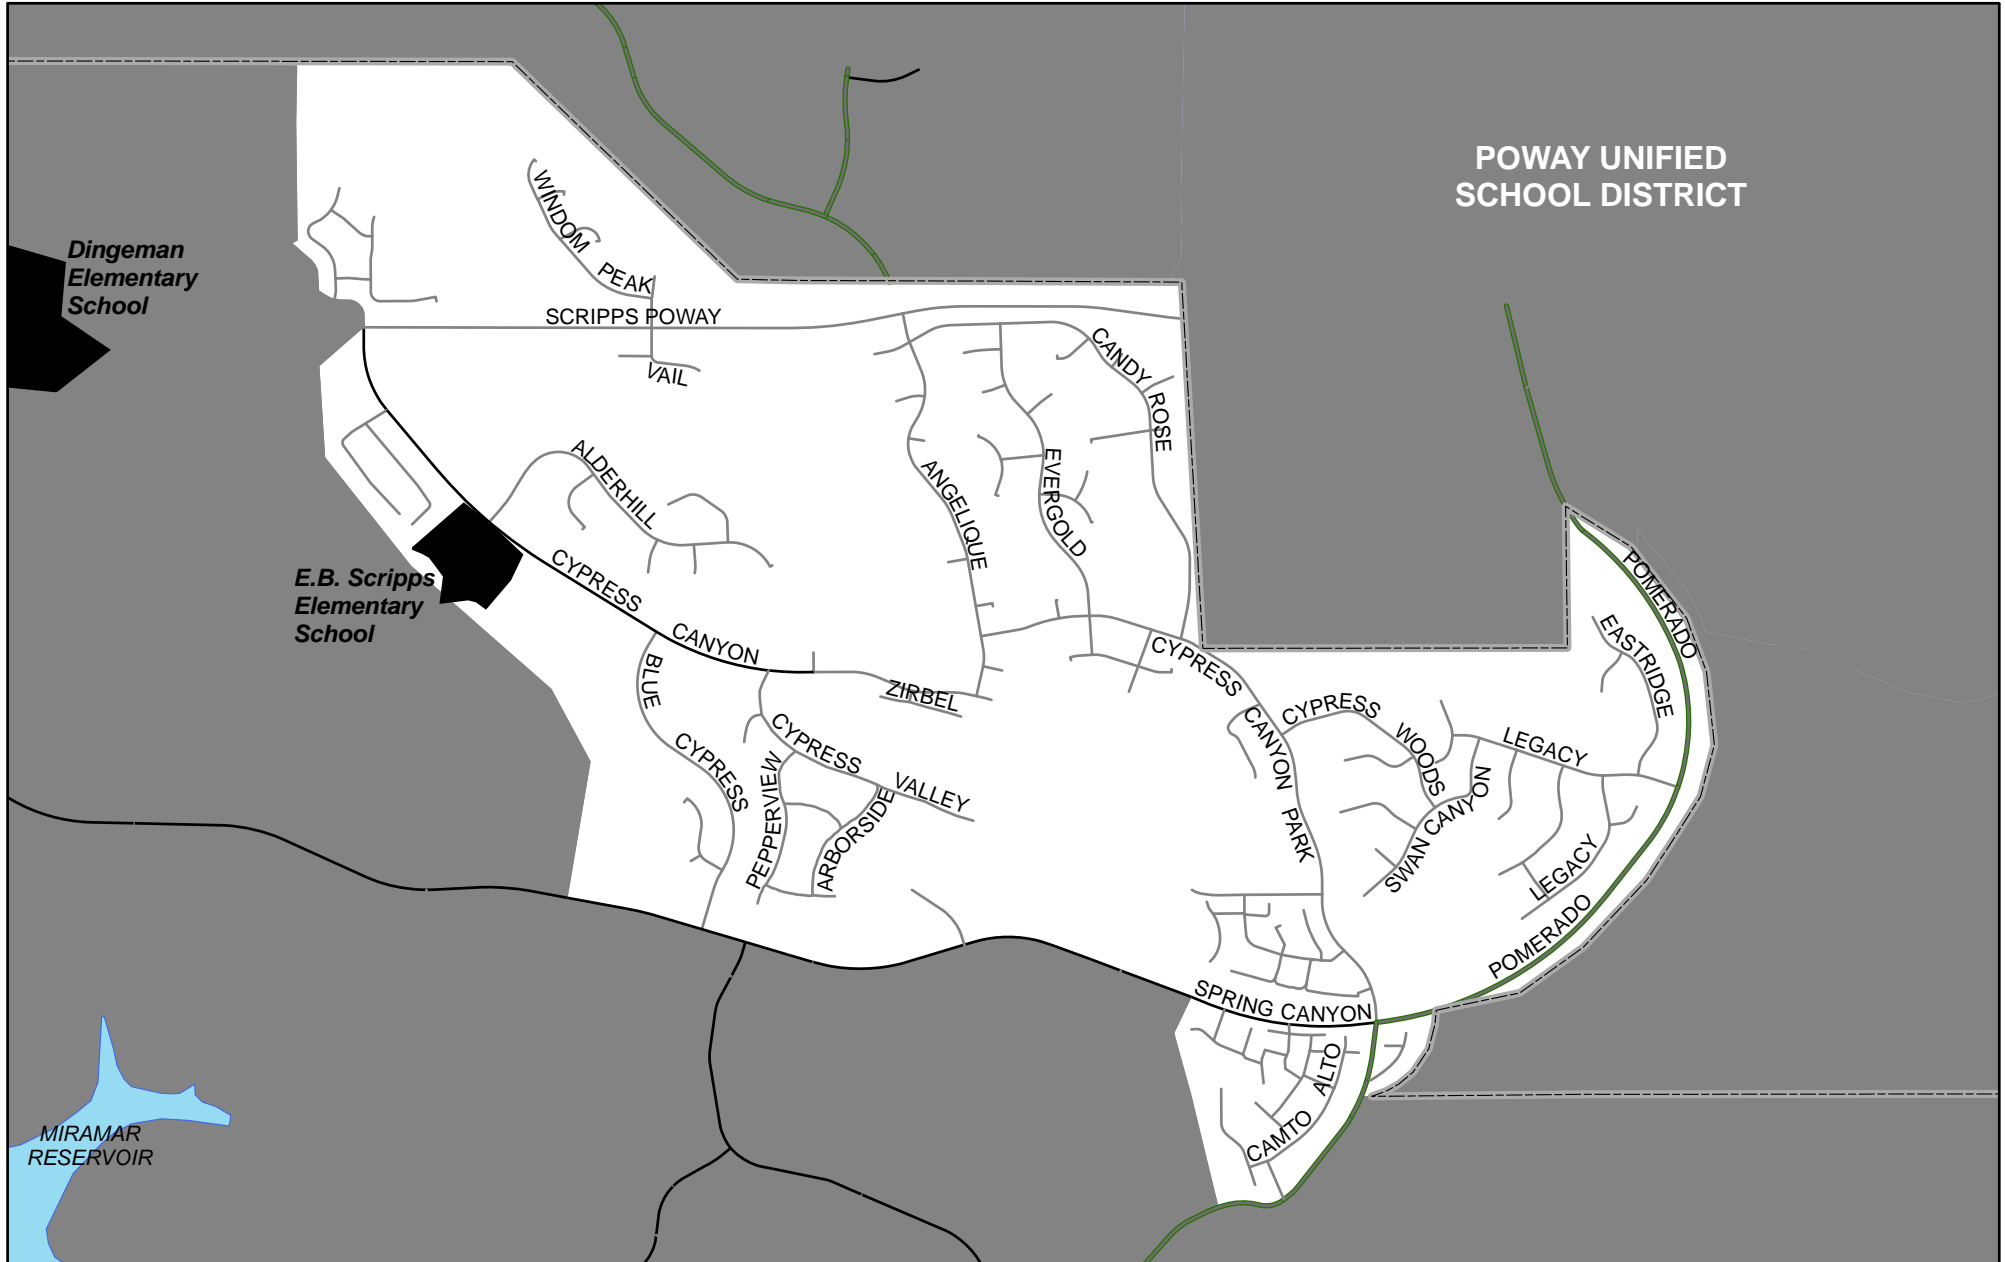 POWAY UNIFIED
SCHOOL DISTRICT
Dingeman
Elementary
School
WINDOM PEAK
SCRIPPS POWAY
VAIL
CANDY ROSE
ALDERHILL
ANGELIQUE
EVERGOLD
E.B. Scripps
Elementary
School
CYPRESS CANYON
POMERADO
EASTRIDGE
BLUE CYPRESS
ZIRBEL
CYPRESS CANYON PARK
CYPRESS WOODS
LEGACY
CYPRESS VALLEY
PEPPERVIEW
ARBORSIDE
SWAN CANYON
LEGACY
POMERADO
SPRING CANYON
CAMTO ALTO
MIRAMAR
RESERVOIR